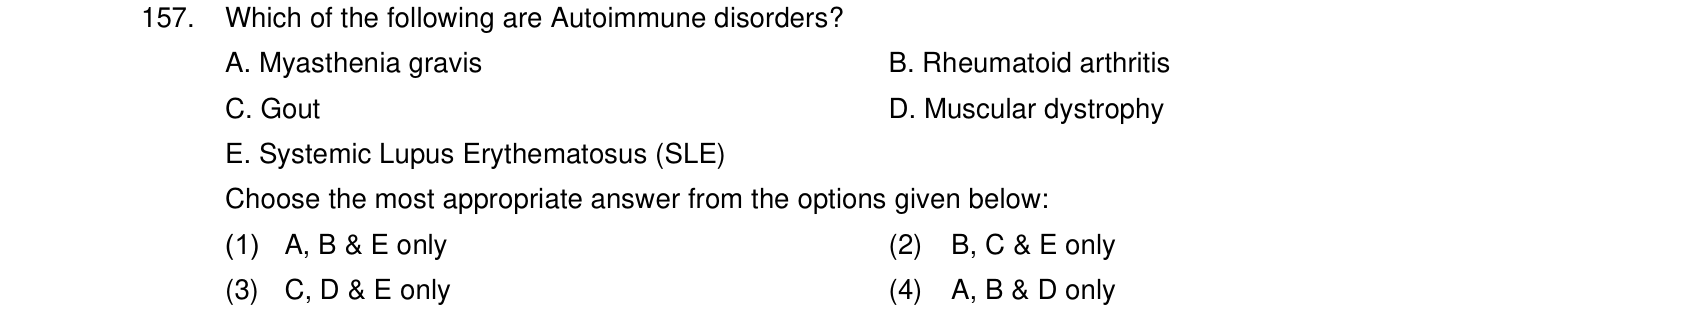 157. Which of the following are Autoimmune disorders?
A. Myasthenia gravis B. Rheumatoid arthritis
C. Gout D. Muscular dystrophy
E. Systemic Lupus Erythematosus (SLE)
Choose the most appropriate answer from the options given below:
(1) A, B & E only (2) B, C & E only
(3) C, D & E only (4) A, B & D only